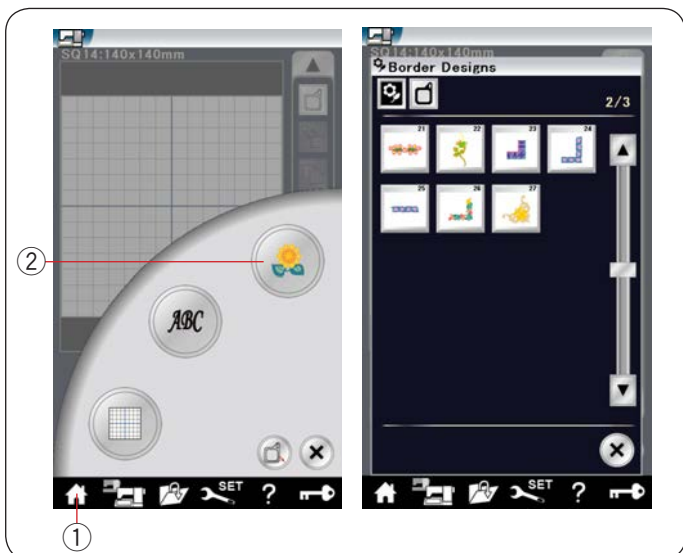 SQ14:140x140mm
②
ABC
SET
?
①
SQ14:140x140mm
Border Designs
2/3
21 22 23 24
25 26 27
SET
?